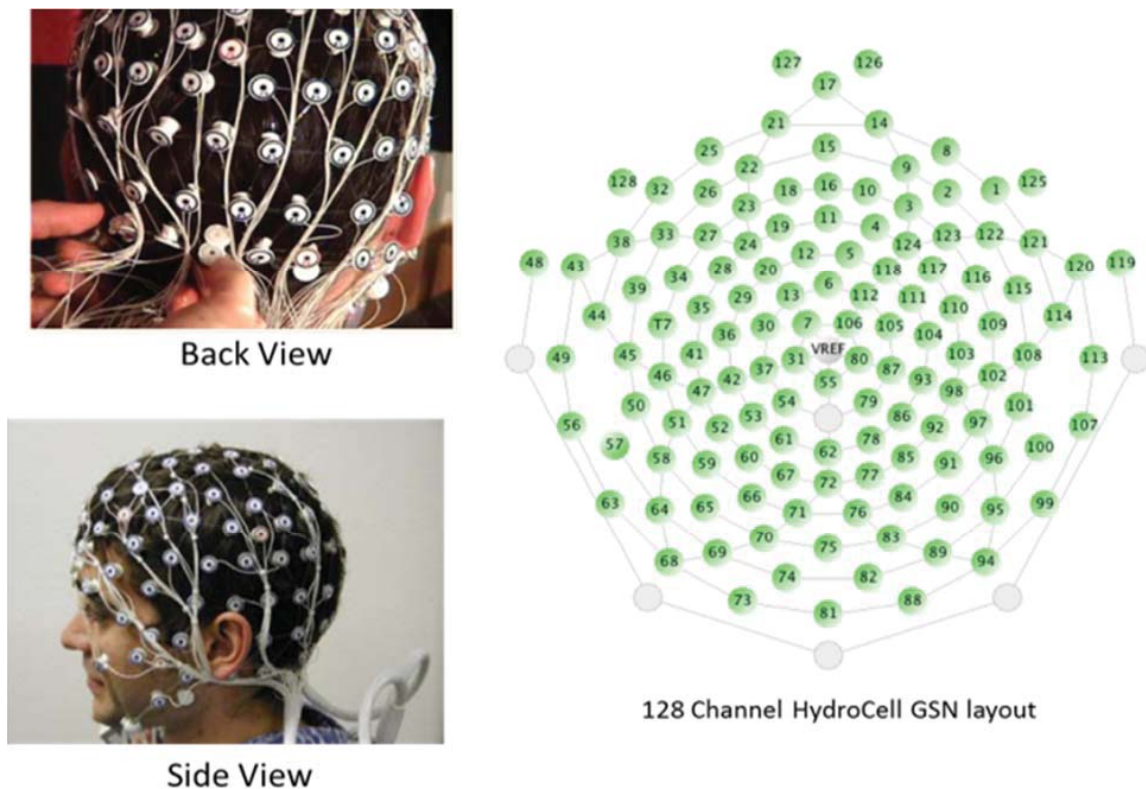 Back View
Side View
127 126
17
21 14
25 15 8
128 32 22 9 1 125
26 18 16 10 2
23 3
19 11 4
38 33 27 24 124 123 122 121
48 43 12 5 120 119
34 28 20 118 117 116
39 29 13 6 112 111 110 115
44 35 114
T7 36 30 7 106 105 104 109
45 41 31 VREF 80 103 108
49 113
46 37 87 102
47 42 55 93 98
50 54 79 101
56 51 53 86 97 107
52 92
57 61 62 78 100
58 59 60 85 91 96
67 72 77
63 66 84 99
64 65 71 76 90 95
70 83
69 75 89
68 94
74 82
73 81 88
128 Channel HydroCell GSN layout